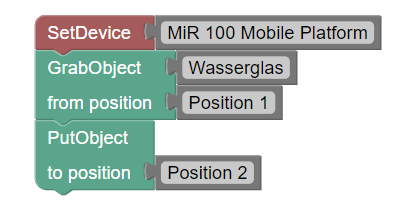 SetDevice MiR 100 Mobile Platform
GrabObject Wasserglas
from position Position 1
PutObject
to position Position 2